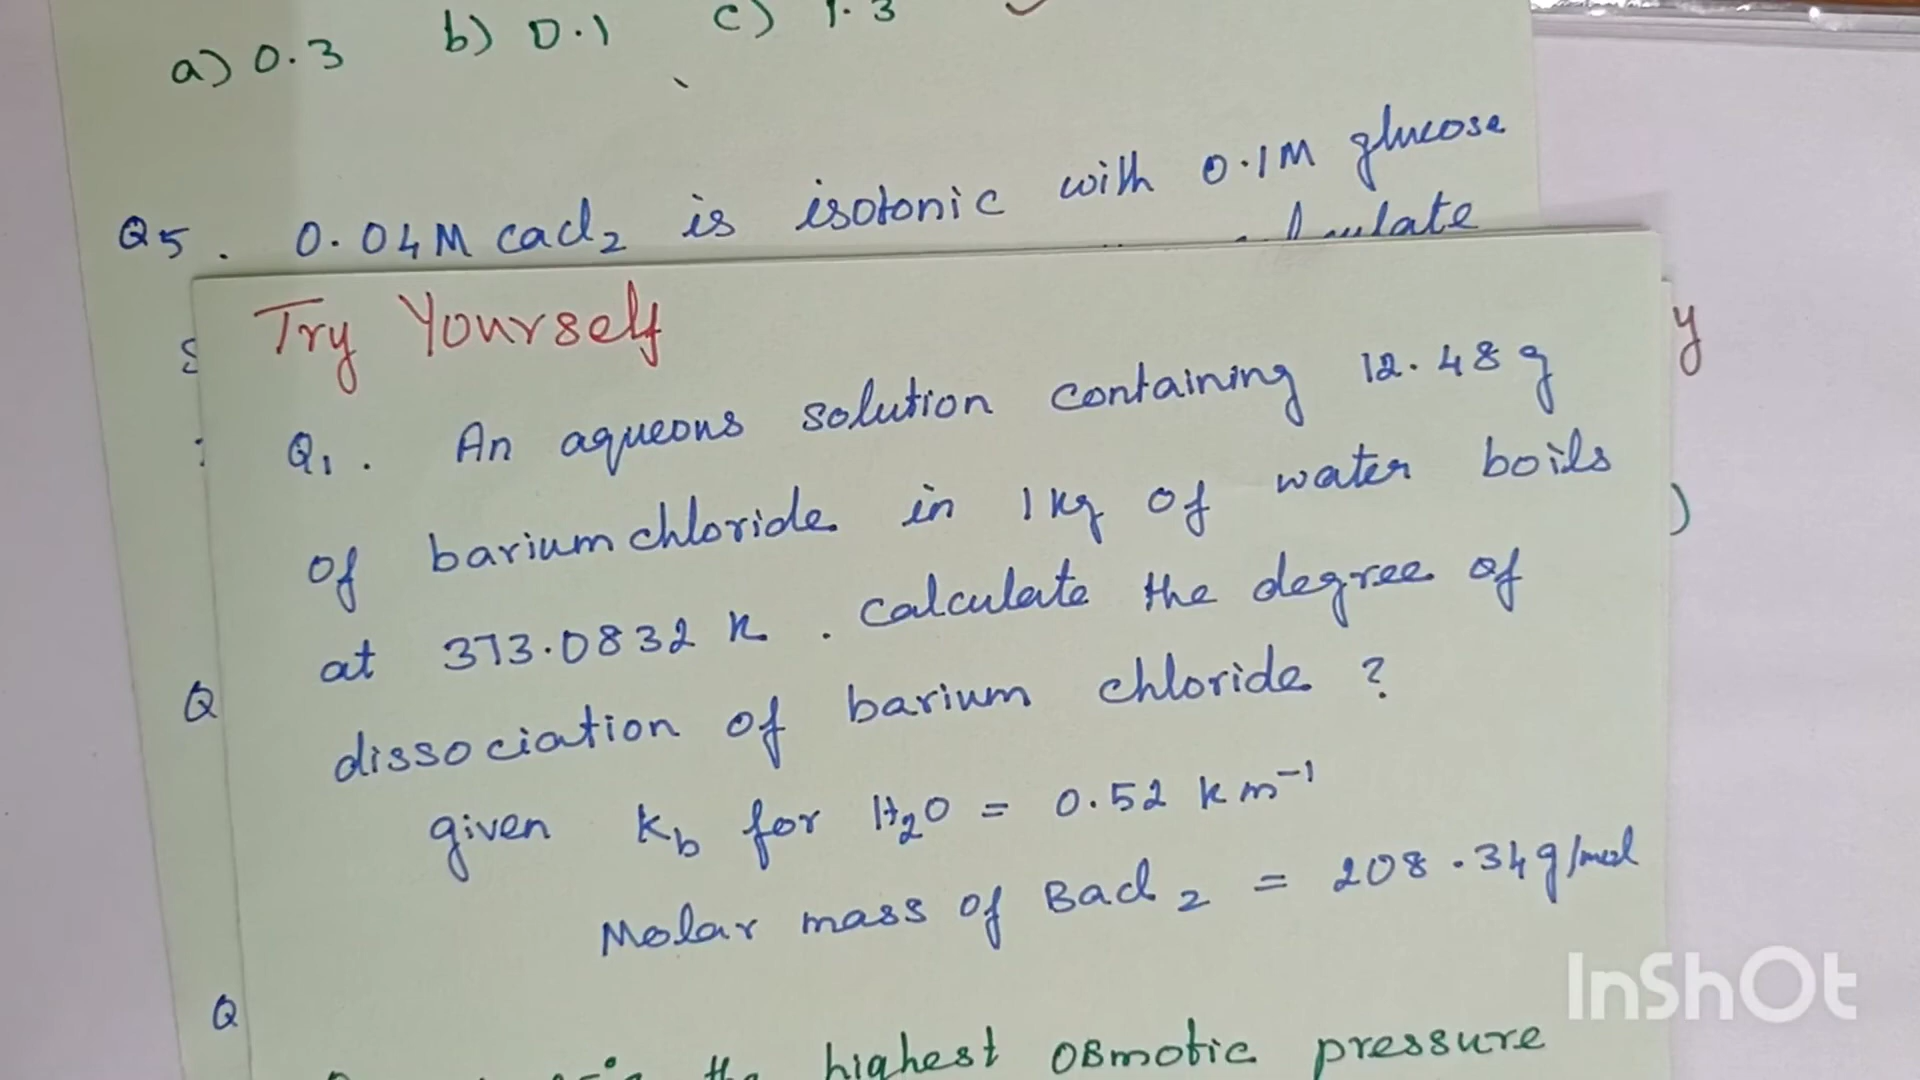 a) 0.3 b) 0.1 c) 1.3
Q5. 0.04M cacl2 is isotonic with 0.1M glucose
Try Yourself
Q1. An aqueous solution containing 12.48 g
of barium chloride in 1 kg of water boils
at 373.0832 K. calculate the degree of
dissociation of barium chloride?
given Kb for H2O = 0.52 K m⁻¹
Molar mass of Bacl2 = 208.34 g/mol
Q
Q
the highest osmotic pressure
InShOt